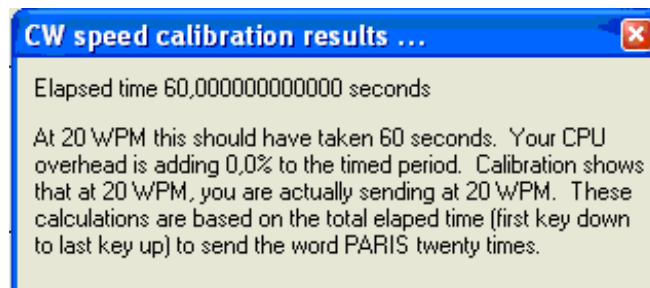 CW speed calibration results ...
Elapsed time 60,000000000000 seconds
At 20 WPM this should have taken 60 seconds.  Your CPU
overhead is adding 0,0% to the timed period.  Calibration shows
that at 20 WPM, you are actually sending at 20 WPM.  These
calculations are based on the total elaped time (first key down
to last key up) to send the word PARIS twenty times.